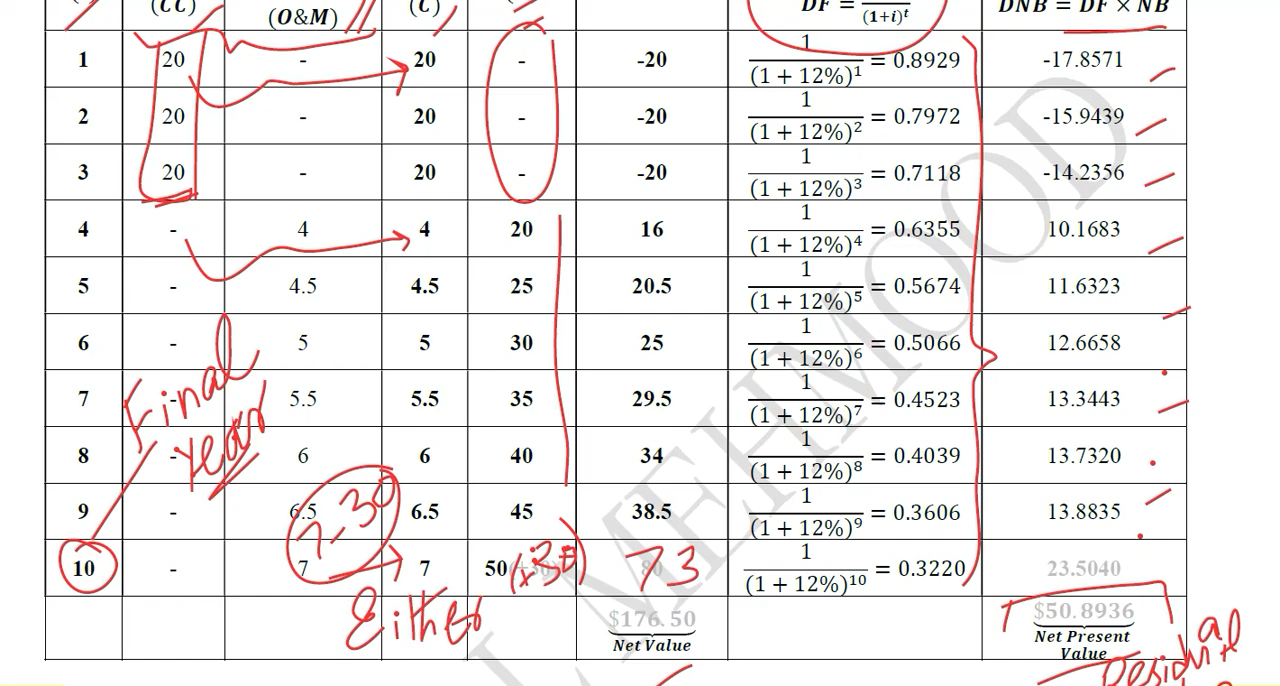 (CC) (O&M) (C) DF = (1+i)^t DNB = DF × NB
1 20 - 20 - -20 1/(1 + 12%)^1 = 0.8929 -17.8571
2 20 - 20 - -20 1/(1 + 12%)^2 = 0.7972 -15.9439
3 20 - 20 - -20 1/(1 + 12%)^3 = 0.7118 -14.2356
4 - 4 4 20 16 1/(1 + 12%)^4 = 0.6355 10.1683
5 - 4.5 4.5 25 20.5 1/(1 + 12%)^5 = 0.5674 11.6323
6 - 5 5 30 25 1/(1 + 12%)^6 = 0.5066 12.6658
7 - 5.5 5.5 35 29.5 1/(1 + 12%)^7 = 0.4523 13.3443
8 - 6 6 40 34 1/(1 + 12%)^8 = 0.4039 13.7320
9 - 6.5 6.5 45 38.5 1/(1 + 12%)^9 = 0.3606 13.8835
10 - 7 7 50 (+30) 73 1/(1 + 12%)^10 = 0.3220 23.5040
$176.50 $50.8936
Net Value Net Present
Value
Final
Year
7-30
Either
Residual
MEHMOOD